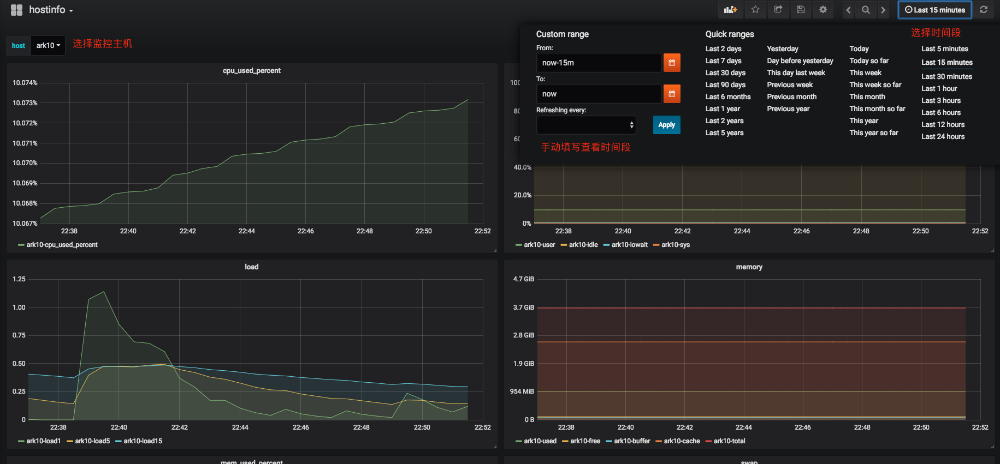 hostinfo
Last 15 minutes
host
ark10
选择监控主机
Custom range
From:
now-15m
To:
now
Refreshing every:
Apply
手动填写查看时间段
Quick ranges
选择时间段
Last 2 days
Last 7 days
Last 30 days
Last 90 days
Last 6 months
Last 1 year
Last 2 years
Last 5 years
Yesterday
Day before yesterday
This day last week
Previous week
Previous month
Previous year
Today
Today so far
This week
This week so far
This month
This month so far
This year
This year so far
Last 5 minutes
Last 15 minutes
Last 30 minutes
Last 1 hour
Last 3 hours
Last 6 hours
Last 12 hours
Last 24 hours
cpu_used_percent
10.074%
10.073%
10.072%
10.071%
10.070%
10.069%
10.068%
10.067%
22:38 22:40 22:42 22:44 22:46 22:48 22:50 22:52
ark10-cpu_used_percent
40.0%
20.0%
0%
22:38 22:40 22:42 22:44 22:46 22:48 22:50 22:52
ark10-user ark10-idle ark10-iowait ark10-sys
load
1.25
1.00
0.75
0.50
0.25
0
22:38 22:40 22:42 22:44 22:46 22:48 22:50 22:52
ark10-load1 ark10-load5 ark10-load15
memory
4.7 GiB
3.7 GiB
2.8 GiB
1.9 GiB
954 MiB
0 B
22:38 22:40 22:42 22:44 22:46 22:48 22:50 22:52
ark10-used ark10-free ark10-buffer ark10-cache ark10-total
mem_used_percent
swap